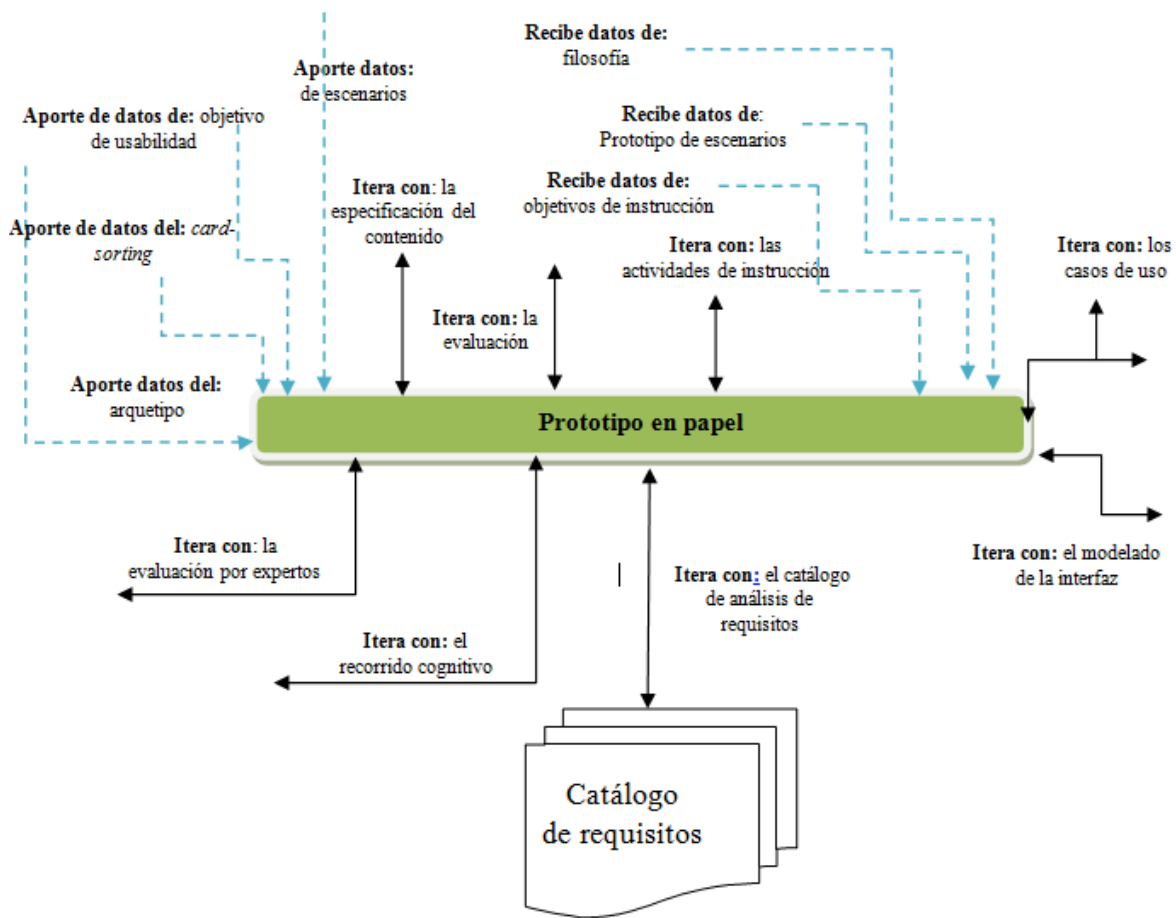 Recibe datos de:
filosofía
Aporte datos:
de escenarios
Aporte de datos de: objetivo
de usabilidad
Recibe datos de:
Prototipo de escenarios
Itera con: la
especificación del
contenido
Recibe datos de:
objetivos de instrucción
Aporte de datos del: card-
sorting
Itera con: las
actividades de instrucción
Itera con: los
casos de uso
Itera con: la
evaluación
Aporte datos del:
arquetipo
Prototipo en papel
Itera con: la
evaluación por expertos
Itera con: el catálogo
de análisis de
requisitos
Itera con: el modelado
de la interfaz
Itera con: el
recorrido cognitivo
Catálogo
de requisitos